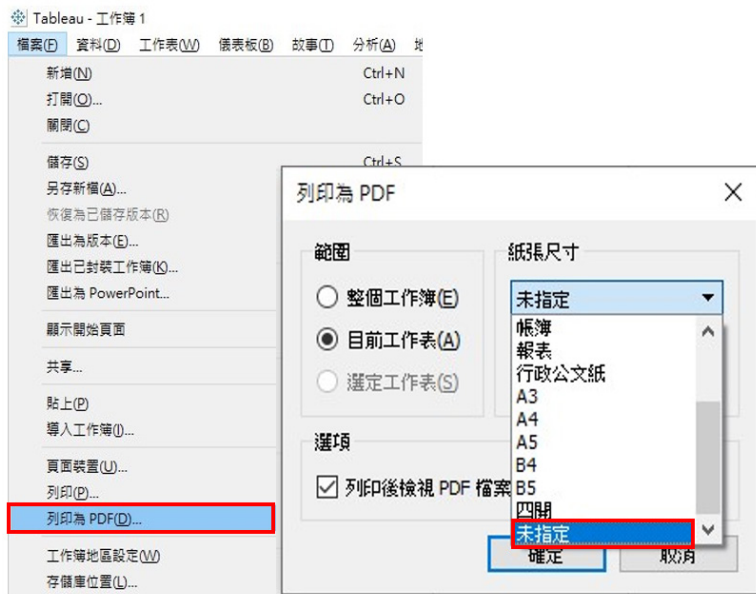 Tableau - 工作簿 1
檔案(F) 資料(D) 工作表(W) 儀表板(B) 故事(T) 分析(A)
新增(N) Ctrl+N
打開(O)... Ctrl+O
關閉(C)
儲存(S) Ctrl+S
另存新檔(A)...
恢復為已儲存版本(R)
匯出為版本(E)...
匯出已封裝工作簿(K)...
匯出為 PowerPoint...
顯示開始頁面
共享...
貼上(P)
導入工作簿(I)...
頁面裝置(U)...
列印(P)...
列印為 PDF(D)...
工作簿地區設定(W)
存儲庫位置(L)...
列印為 PDF
範圍
整個工作簿(E)
目前工作表(A)
選定工作表(S)
紙張尺寸
未指定
帳簿
報表
行政公文紙
A3
A4
A5
B4
B5
四開
未指定
選項
列印後檢視 PDF 檔案
確定 取消